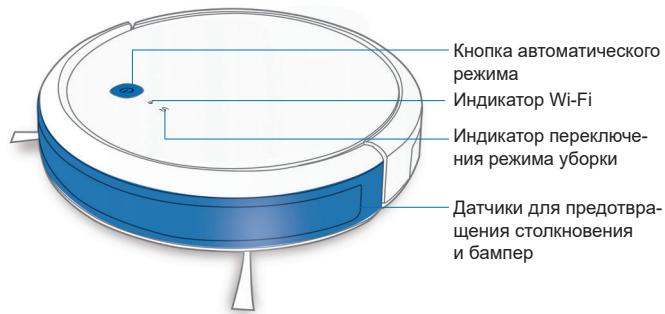 Кнопка автоматического
режима
Индикатор Wi-Fi
Индикатор переключе-
ния режима уборки
Датчики для предотвра-
щения столкновения
и бампер